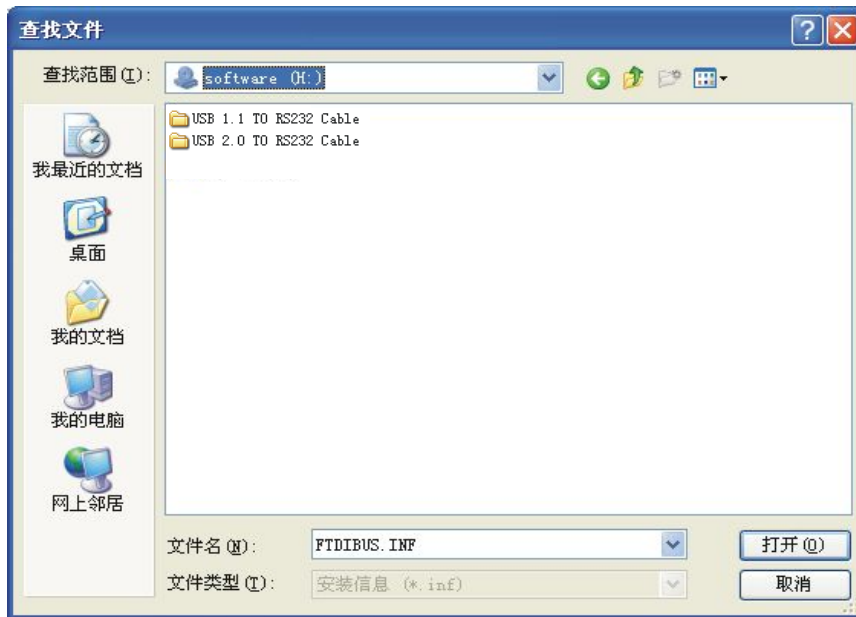 查找文件
查找范围(I):
software (H:)
USB 1.1 TO RS232 Cable
USB 2.0 TO RS232 Cable
我最近的文档
桌面
我的文档
我的电脑
网上邻居
文件名(N):
FTDIBUS.INF
打开(O)
文件类型(T):
安装信息 (*.inf)
取消